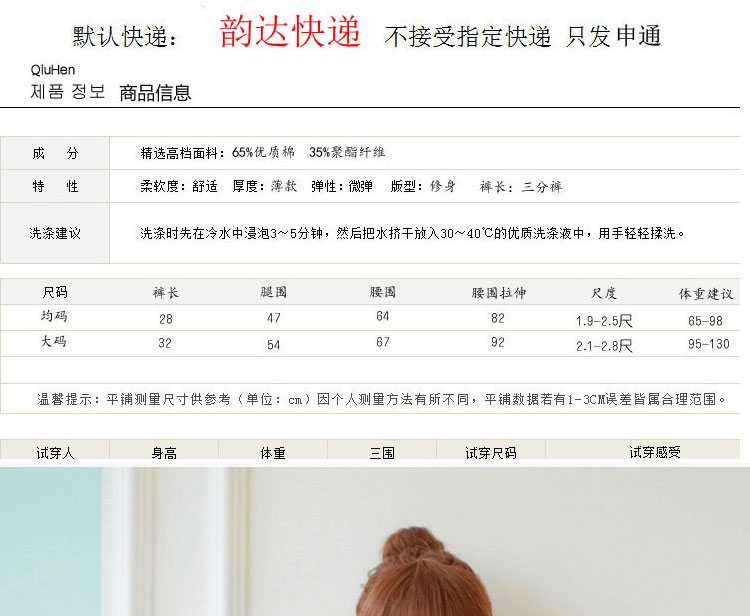 默认快递： 韵达快递 不接受指定快递 只发申通
QiuHen
제품 정보 商品信息
成 分 精选高档面料：65%优质棉 35%聚酯纤维
特 性 柔软度：舒适 厚度：薄款 弹性：微弹 版型：修身 裤长：三分裤
洗涤建议 洗涤时先在冷水中浸泡3～5分钟，然后把水挤干放入30～40℃的优质洗涤液中，用手轻轻揉洗。
尺码 裤长 腿围 腰围 腰围拉伸 尺度 体重建议
均码 28 47 64 82 1.9-2.5尺 65-98
大码 32 54 67 92 2.1-2.8尺 95-130
温馨提示：平铺测量尺寸供参考（单位：cm）因个人测量方法有所不同，平铺数据若有1-3CM误差皆属合理范围。
试穿人 身高 体重 三围 试穿尺码 试穿感受